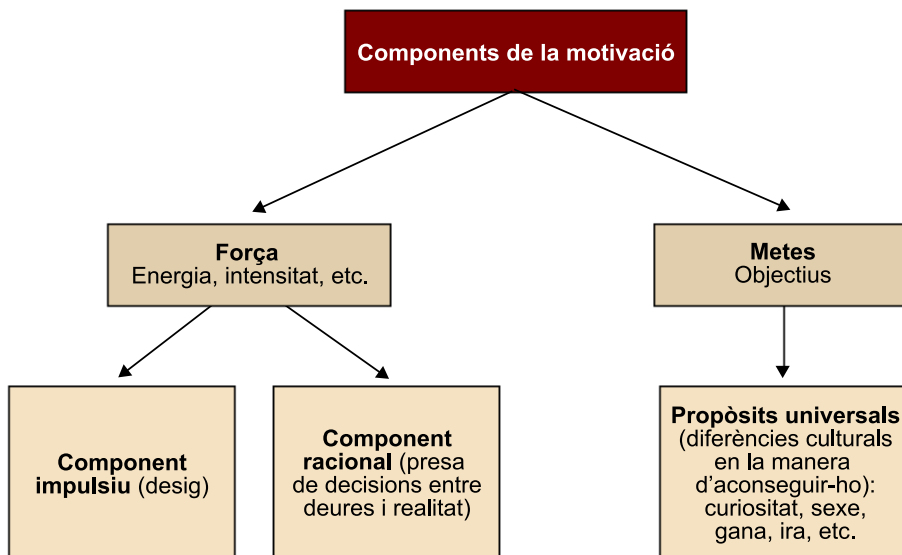 Components de la motivació
Força
Energia, intensitat, etc.
Metes
Objectius
Component
impulsiu (desig)
Component
racional (presa
de decisions entre
deures i realitat)
Propòsits universals
(diferències culturals
en la manera
d'aconseguir-ho):
curiositat, sexe,
gana, ira, etc.